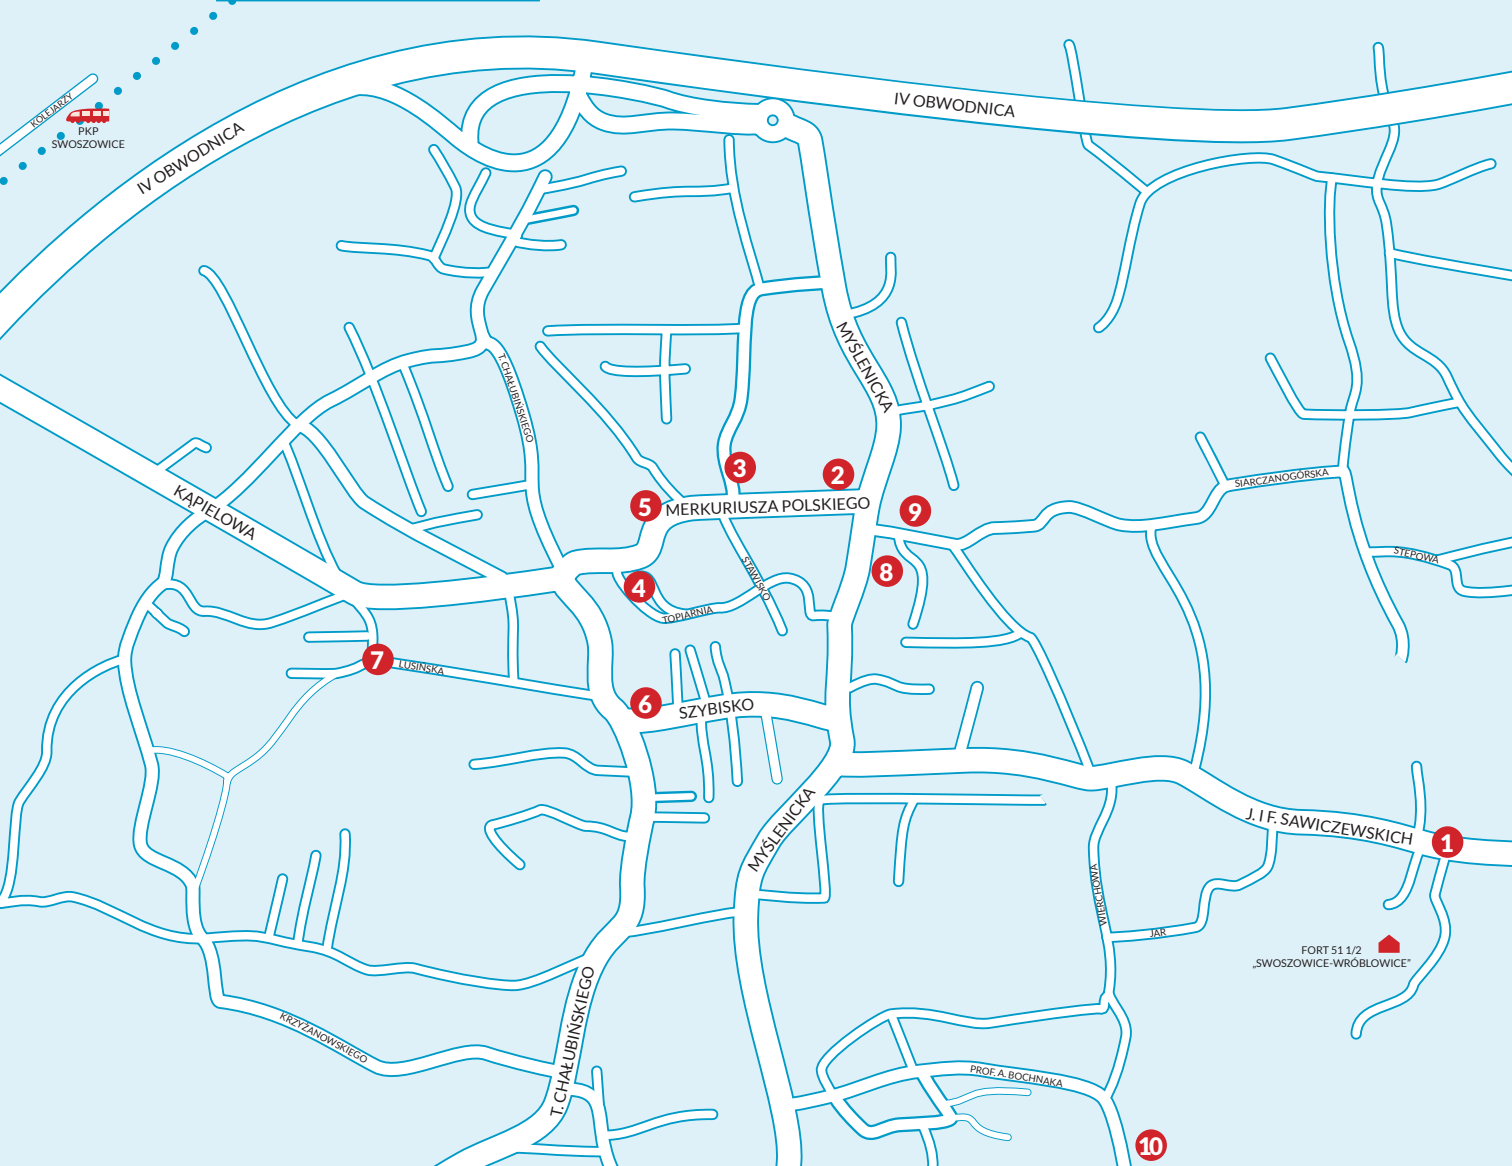 IV OBWODNICA
KOLEJARZY
PKP
SWOSZOWICE
IV OBWODNICA
MYŚLENICKA
T. CHAŁUBIŃSKIEGO
3
2
SIARCZANOGÓRSKA
KĄPIELOWA
5
MERKURIUSZA POLSKIEGO
9
STĘPOWA
STAWISKO
8
4
TOPIARNIA
7
LUSIŃSKA
6
SZYBISKO
MYŚLENICKA
J. I F. SAWICZEWSKICH
1
WIERCHOWA
JAR
FORT 51 1/2
„SWOSZOWICE-WRÓBLOWICE”
T. CHAŁUBIŃSKIEGO
KRZYŻANOWSKIEGO
PROF. A. BOCHNAKA
10